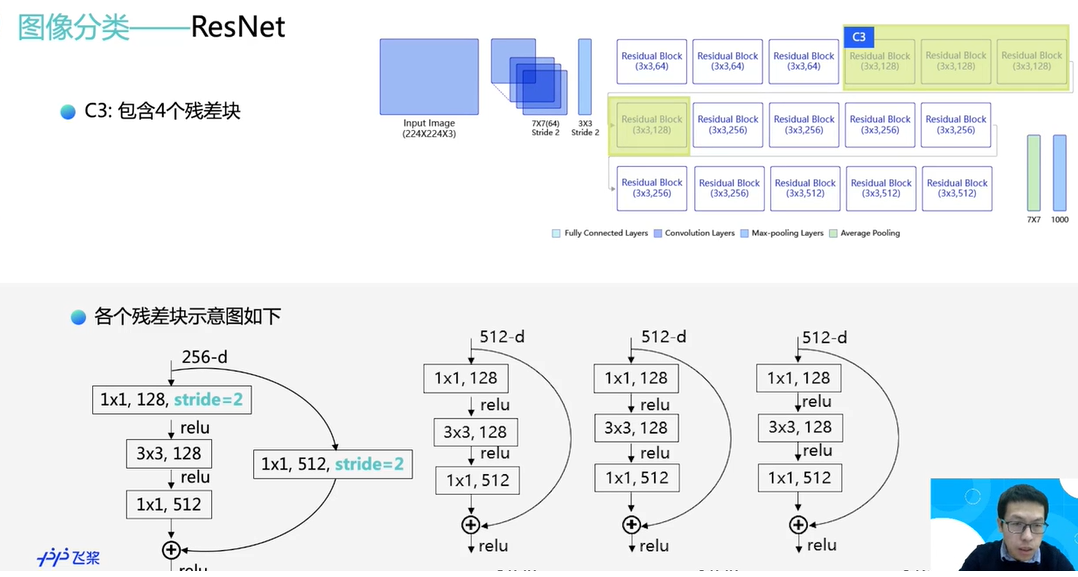 图像分类——ResNet
C3: 包含4个残差块
Input Image
(224X224X3)
7X7(64)
Stride 2
3X3
Stride 2
Residual Block
(3x3,64)
Residual Block
(3x3,64)
Residual Block
(3x3,64)
C3
Residual Block
(3x3,128)
Residual Block
(3x3,128)
Residual Block
(3x3,128)
Residual Block
(3x3,128)
Residual Block
(3x3,256)
Residual Block
(3x3,256)
Residual Block
(3x3,256)
Residual Block
(3x3,256)
Residual Block
(3x3,256)
Residual Block
(3x3,256)
Residual Block
(3x3,512)
Residual Block
(3x3,512)
Residual Block
(3x3,512)
7X7
1000
Fully Connected Layers
Convolution Layers
Max-pooling Layers
Average Pooling
各个残差块示意图如下
256-d
1x1, 128, stride=2
relu
3x3, 128
relu
1x1, 512
1x1, 512, stride=2
relu
512-d
1x1, 128
relu
3x3, 128
relu
1x1, 512
relu
512-d
1x1, 128
relu
3x3, 128
relu
1x1, 512
relu
512-d
1x1, 128
relu
3x3, 128
relu
1x1, 512
relu
飞桨